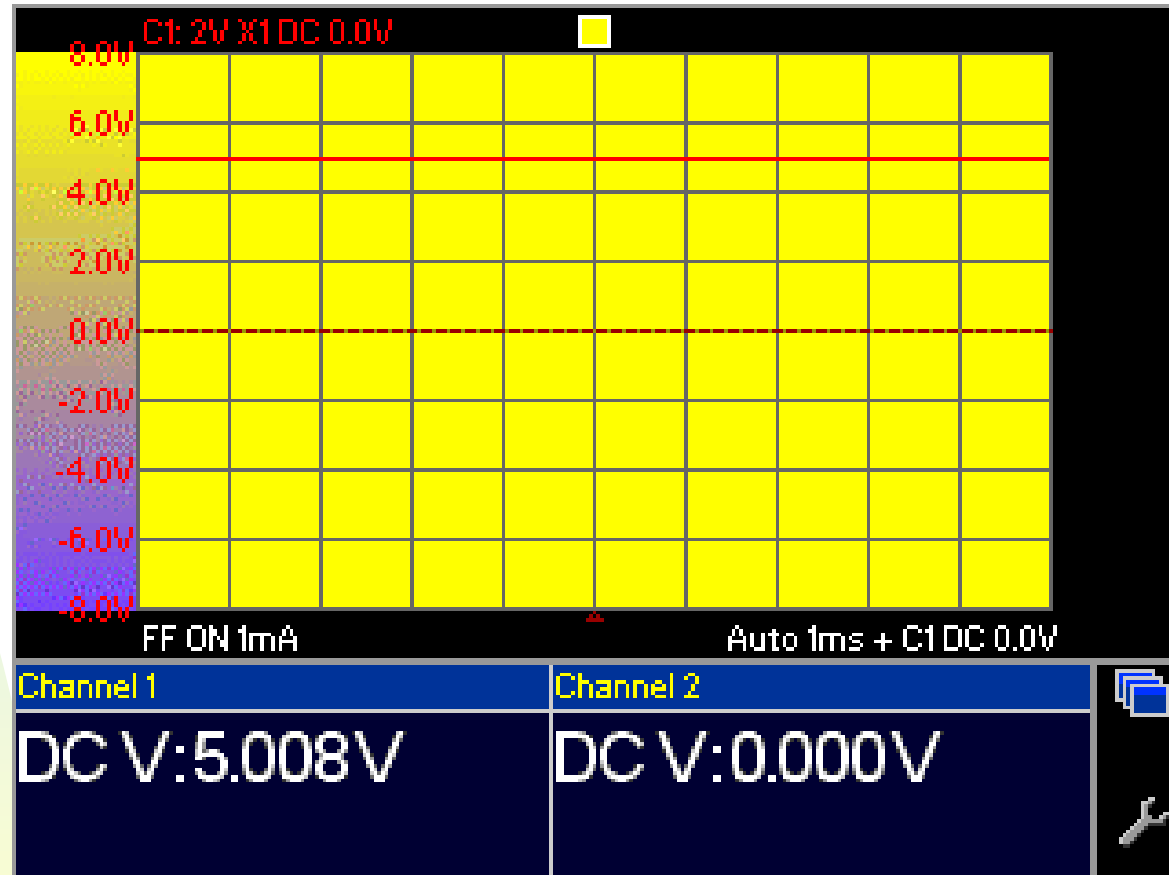 C1: 2V X1 DC 0.0V
8.0V
6.0V
4.0V
2.0V
0.0V
-2.0V
-4.0V
-6.0V
-8.0V
FF ON 1mA
Auto 1ms + C1 DC 0.0V
Channel 1
Channel 2
DC V:5.008V
DC V:0.000V